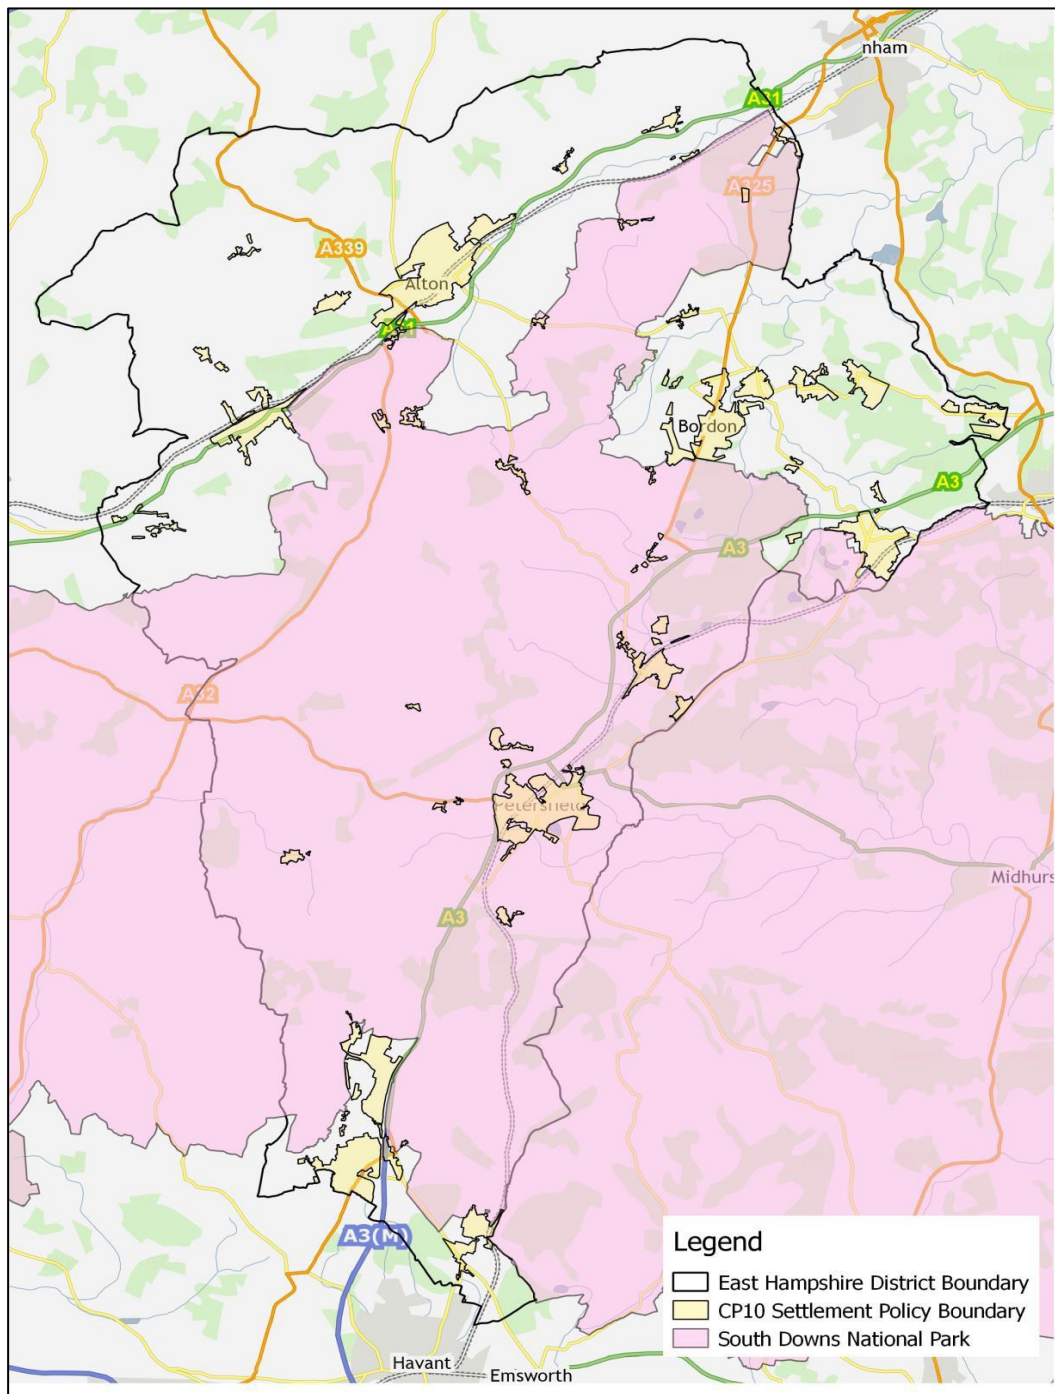 nham
A31
A325
A339
Alton
A31
Bordon
A3
A3
A32
Petersfield
Midhurs
A3
A3(M)
Legend
East Hampshire District Boundary
CP10 Settlement Policy Boundary
South Downs National Park
Havant
Emsworth